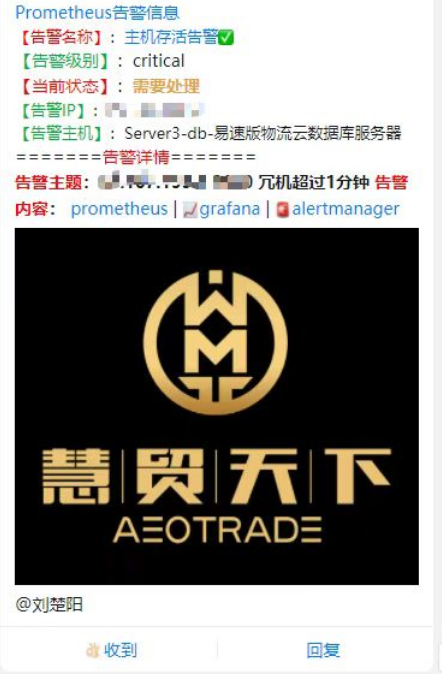 Prometheus告警信息
【告警名称】：主机存活告警✅
【告警级别】：critical
【当前状态】：需要处理
【告警IP】：
【告警主机】：Server3-db-易速版物流云数据库服务器
=======告警详情=======
告警主题： 冗机超过1分钟 告警
内容： prometheus | 📈grafana | 🚨alertmanager
慧|贸|天|下
AEOTRADE
@刘楚阳
👌收到 回复